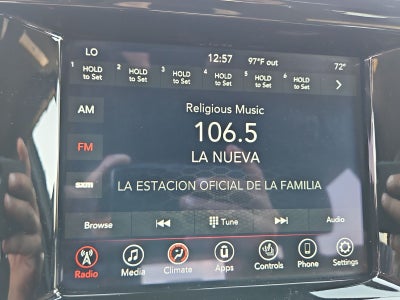 LO 12:57 97°F out 72°
1 HOLD to Set 2 HOLD to Set 3 HOLD to Set 4 HOLD to Set 5 HOLD to Set 6 HOLD to Set
AM
Religious Music
106.5
FM
LA NUEVA
sxm
LA ESTACION OFICIAL DE LA FAMILIA
Browse Tune Audio
Radio Media Climate Apps Controls Phone Settings